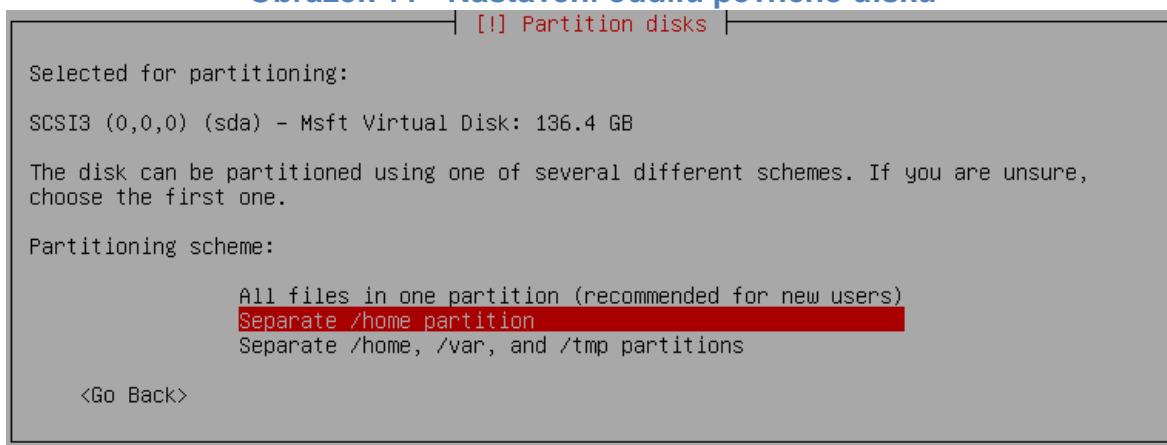 [!] Partition disks
Selected for partitioning:
SCSI3 (0,0,0) (sda) – Msft Virtual Disk: 136.4 GB
The disk can be partitioned using one of several different schemes. If you are unsure,
choose the first one.
Partitioning scheme:
All files in one partition (recommended for new users)
Separate /home partition
Separate /home, /var, and /tmp partitions
<Go Back>